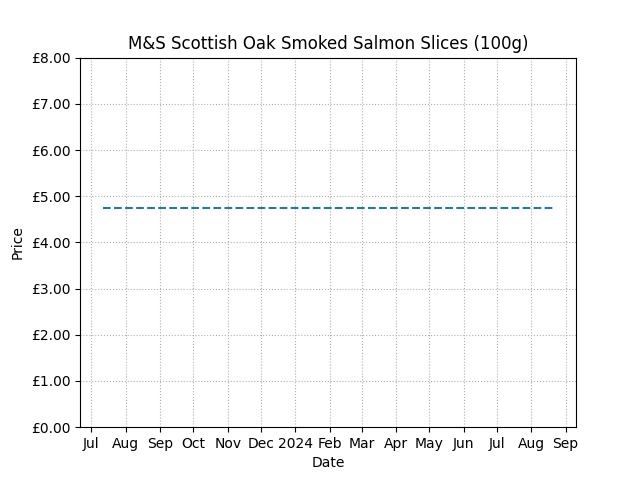 M&S Scottish Oak Smoked Salmon Slices (100g)
£8.00
£7.00
£6.00
£5.00
£4.00
£3.00
£2.00
£1.00
£0.00
Price
Jul Aug Sep Oct Nov Dec 2024 Feb Mar Apr May Jun Jul Aug Sep
Date